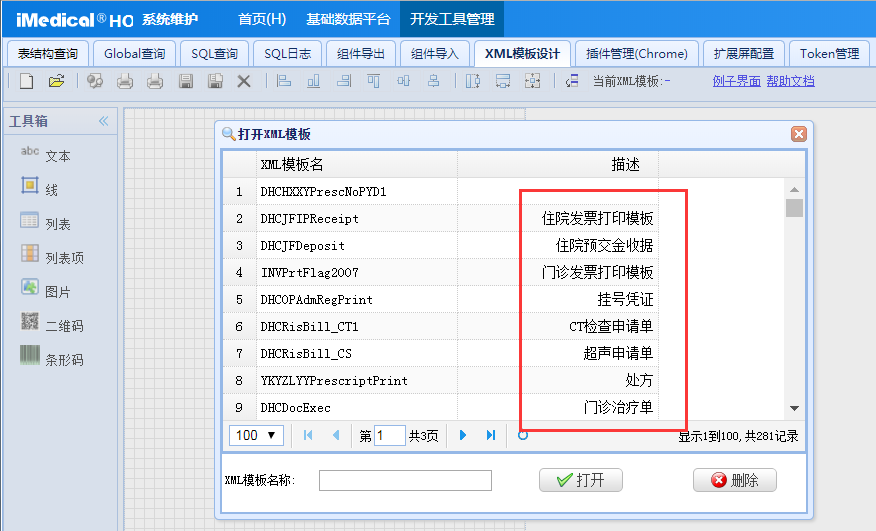 iMedical® HO 系统维护 首页(H) 基础数据平台 开发工具管理
表结构查询 Global查询 SQL查询 SQL日志 组件导出 组件导入 XML模板设计 插件管理(Chrome) 扩展屏配置 Token管理
当前XML模板:- 例子界面 帮助文档
工具箱
abc 文本
线
列表
列表项
图片
二维码
条形码
打开XML模板
XML模板名 描述
1 DHCHXXYPrescNoPYD1
2 DHCJFIPReceipt 住院发票打印模板
3 DHCJFDeposit 住院预交金收据
4 INVPrtFlag2007 门诊发票打印模板
5 DHCOPAdmRegPrint 挂号凭证
6 DHCRisBill_CT1 CT检查申请单
7 DHCRisBill_CS 超声申请单
8 YKYZLYYPrescriptPrint 处方
9 DHCDocExec 门诊治疗单
100 第 1 共3页 显示1到100,共281记录
XML模板名称: 打开 删除